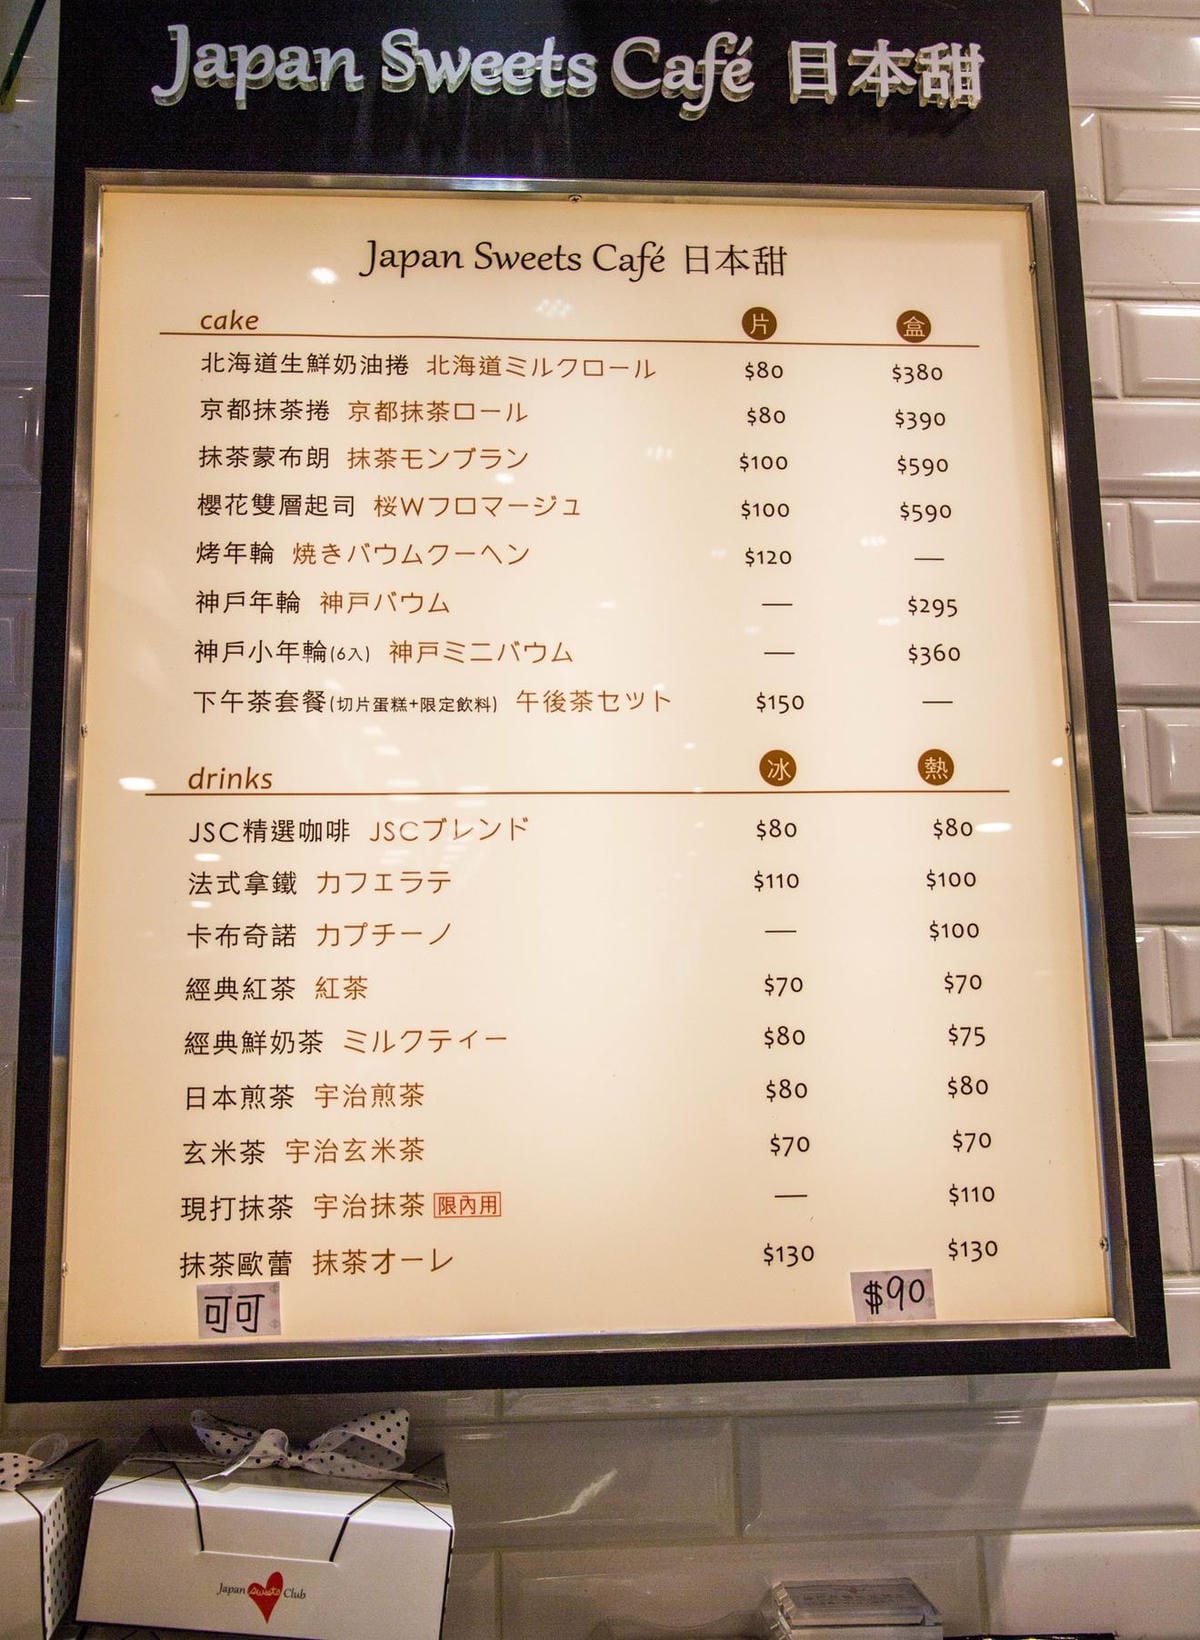 Japan Sweets Café 日本甜
Japan Sweets Café 日本甜
cake 片 盒
北海道生鮮奶油捲 北海道ミルクロール $80 $380
京都抹茶捲 京都抹茶ロール $80 $390
抹茶蒙布朗 抹茶モンブラン $100 $590
櫻花雙層起司 桜Wフロマージュ $100 $590
烤年輪 焼きバウムクーヘン $120 —
神戶年輪 神戸バウム — $295
神戶小年輪(6入) 神戸ミニバウム — $360
下午茶套餐(切片蛋糕+限定飲料) 午後茶セット $150 —
drinks 冰 熱
JSC精選咖啡 JSCブレンド $80 $80
法式拿鐵 カフェラテ $110 $100
卡布奇諾 カプチーノ — $100
經典紅茶 紅茶 $70 $70
經典鮮奶茶 ミルクティー $80 $75
日本煎茶 宇治煎茶 $80 $80
玄米茶 宇治玄米茶 $70 $70
現打抹茶 宇治抹茶 限內用 — $110
抹茶歐蕾 抹茶オーレ $130 $130
可可 $90
Japan Sweets Club